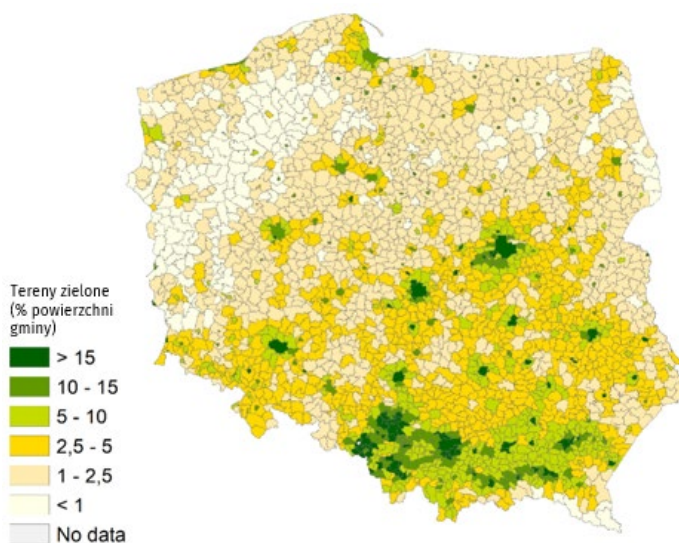 Tereny zielone
(% powierzchni
gminy)
> 15
10 - 15
5 - 10
2,5 - 5
1 - 2,5
< 1
No data